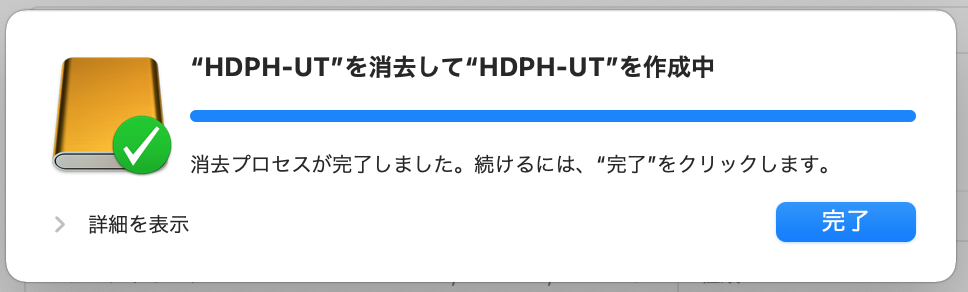 “HDPH-UT”を消去して“HDPH-UT”を作成中
消去プロセスが完了しました。続けるには、“完了”をクリックします。
詳細を表示
完了